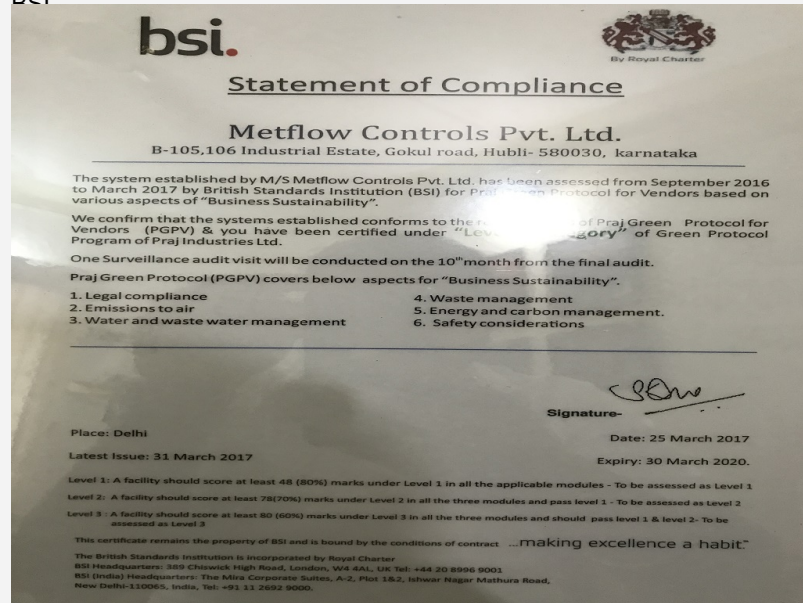 bsi.
By Royal Charter
Statement of Compliance
Metflow Controls Pvt. Ltd.
B-105,106 Industrial Estate, Gokul road, Hubli- 580030, karnataka
The system established by M/S Metflow Controls Pvt. Ltd. has been assessed from September 2016
to March 2017 by British Standards Institution (BSI) for Praj Green Protocol for Vendors based on
various aspects of "Business Sustainability".
We confirm that the systems established conforms to the of Praj Green Protocol for
Vendors (PGPV) & you have been certified under of Green Protocol
Program of Praj Industries Ltd.
One Surveillance audit visit will be conducted on the 10th month from the final audit.
Praj Green Protocol (PGPV) covers below aspects for "Business Sustainability".
1. Legal compliance
2. Emissions to air
3. Water and waste water management
4. Waste management
5. Energy and carbon management.
6. Safety considerations
Signature-
Place: Delhi
Date: 25 March 2017
Latest Issue: 31 March 2017
Expiry: 30 March 2020.
Level 1: A facility should score at least 48 (80%) marks under Level 1 in all the applicable modules - To be assessed as Level 1
Level 2: A facility should score at least 78(70%) marks under Level 2 in all the three modules and pass level 1 - To be assessed as Level 2
Level 3 : A facility should score at least 80 (60%) marks under Level 3 in all the three modules and should pass level 1 & level 2- To be
assessed as Level 3
This certificate remains the property of BSI and is bound by the conditions of contract ...making excellence a habit.™
The British Standards Institution is incorporated by Royal Charter
BSI Headquarters: 389 Chiswick High Road, London, W4 4AL, UK Tel: +44 20 8996 9001
BSI (India) Headquarters: The Mira Corporate Suites, A-2, Plot 1&2, Ishwar Nagar Mathura Road,
New Delhi-110065, India, Tel: +91 11 2692 9000.